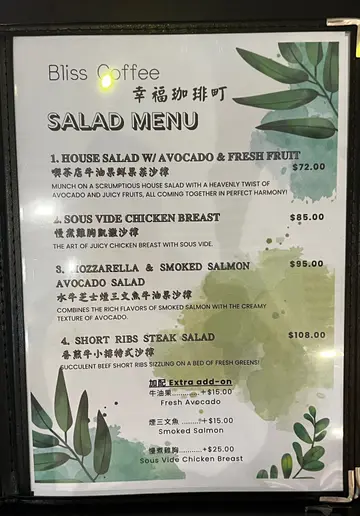 Bliss Coffee
幸福珈琲町
SALAD MENU
1. HOUSE SALAD W/ AVOCADO & FRESH FRUIT
$72.00
喫茶店牛油果鮮果菜沙律
MUNCH ON A SCRUMPTIOUS HOUSE SALAD WITH A HEAVENLY TWIST OF
AVOCADO AND JUICY FRUITS, ALL COMING TOGETHER IN PERFECT HARMONY!
2. SOUS VIDE CHICKEN BREAST
$85.00
慢煮雞胸凱撒沙律
THE ART OF JUICY CHICKEN BREAST WITH SOUS VIDE.
3. MOZZARELLA & SMOKED SALMON
$95.00
AVOCADO SALAD
水牛芝士煙三文魚牛油果沙律
COMBINES THE RICH FLAVORS OF SMOKED SALMON WITH THE CREAMY
TEXTURE OF AVOCADO.
4. SHORT RIBS STEAK SALAD
$108.00
香煎牛小排特式沙律
SUCCULENT BEEF SHORT RIBS SIZZLING ON A BED OF FRESH GREENS!
加配 Extra add-on
牛油果..........+$15.00
Fresh Avocado
煙三文魚 ........+$15.00
Smoked Salmon
慢煮雞胸..........+$25.00
Sous Vide Chicken Breast